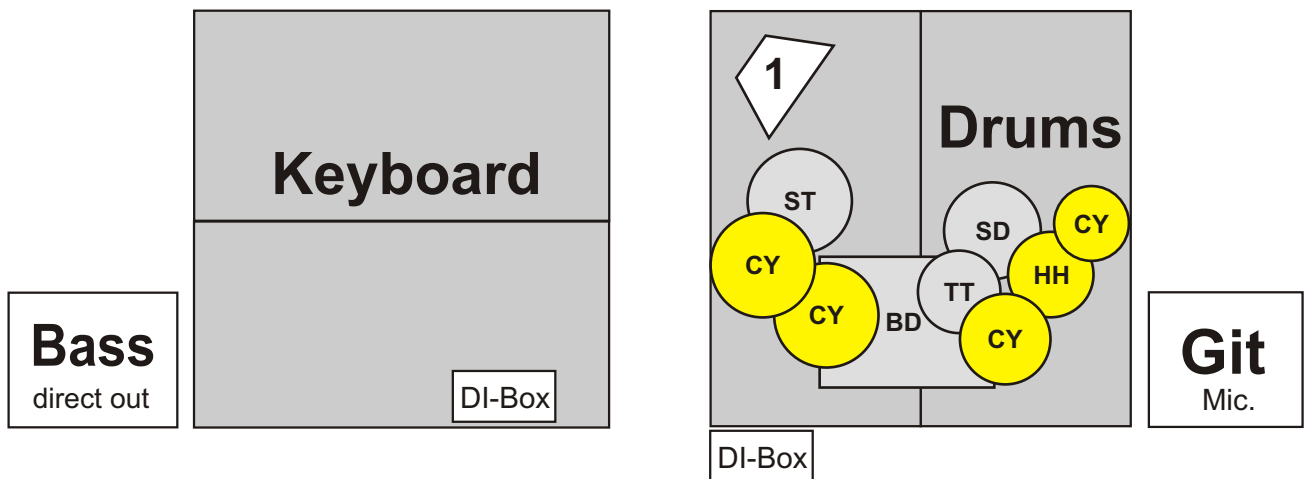 Keyboard
Bass
direct out
DI-Box
1
Drums
ST
SD
CY
CY
HH
TT
CY
BD
CY
DI-Box
Git
Mic.